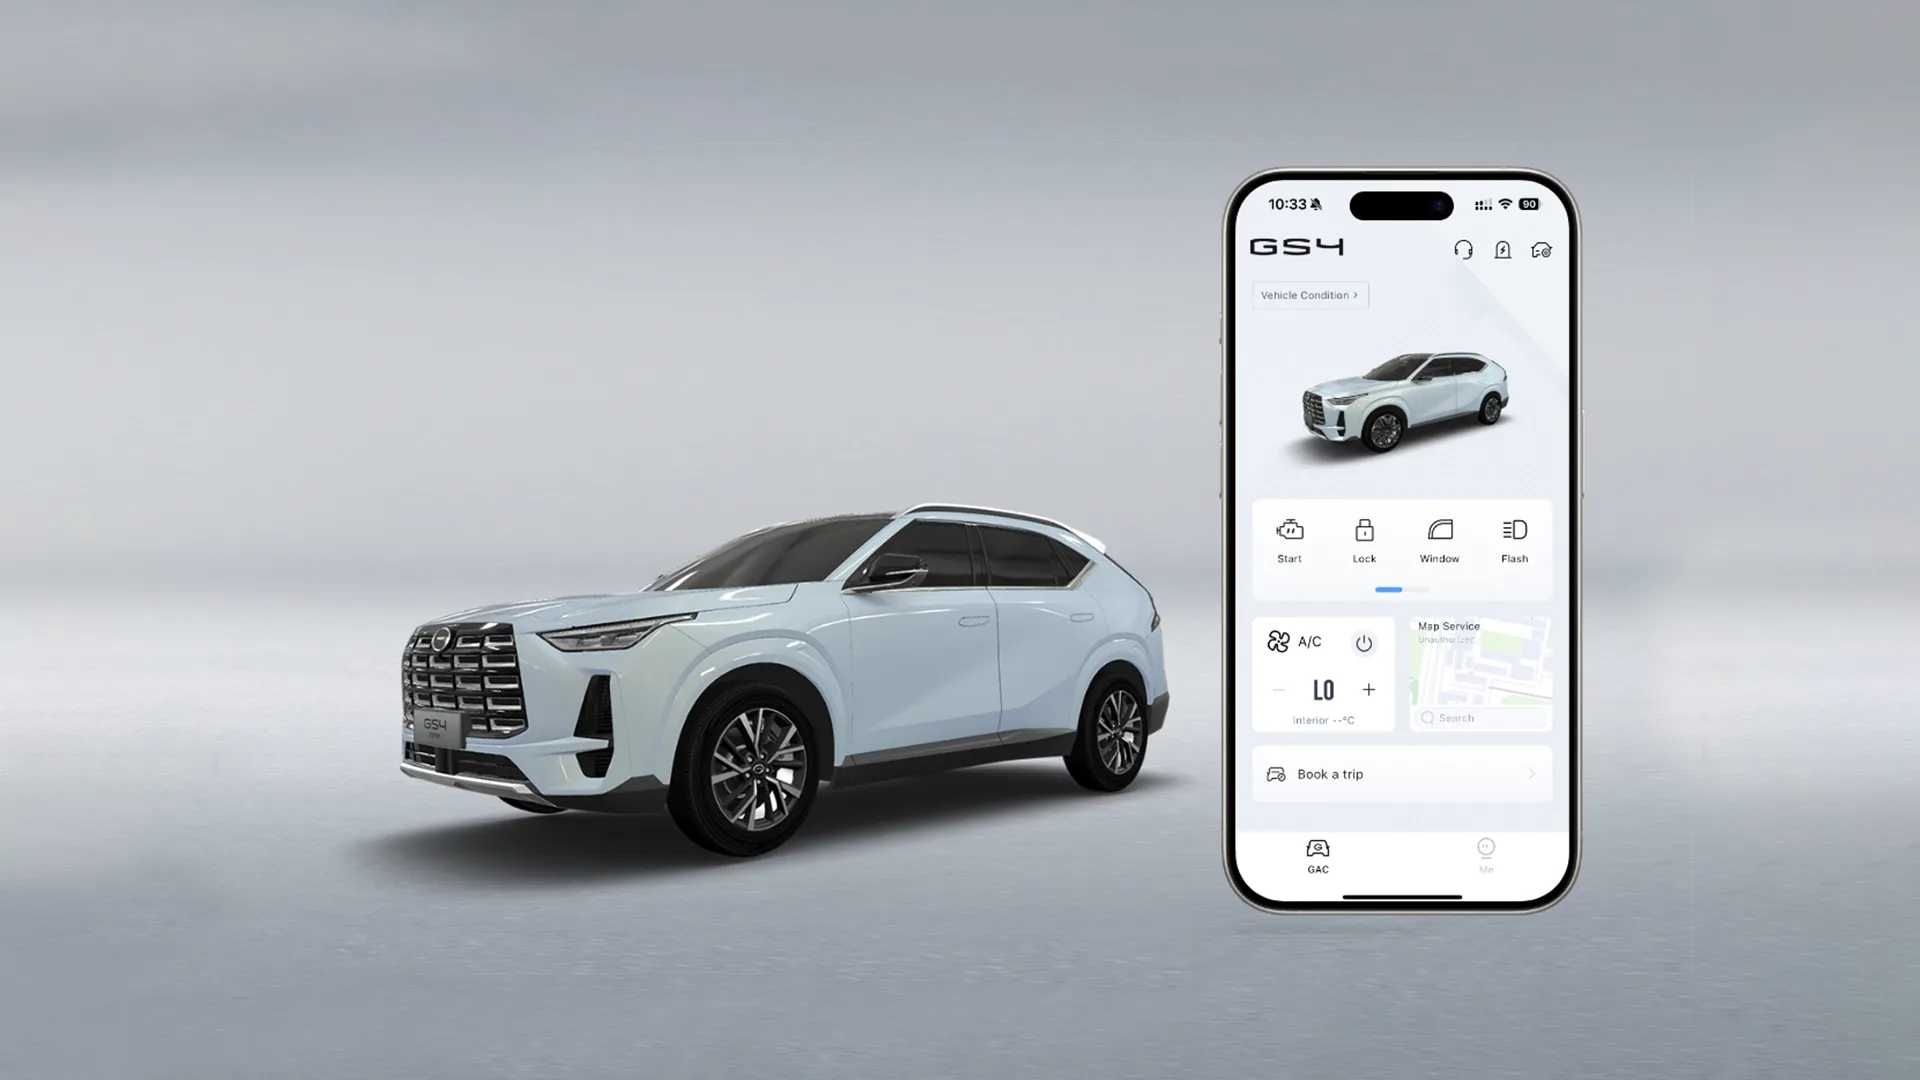 10:33
90
GS4
Vehicle Condition >
Start
Lock
Window
Flash
A/C
LO
Interior --°C
Map Service
Unauthorized
Search
Book a trip
GAC
Me
GS4